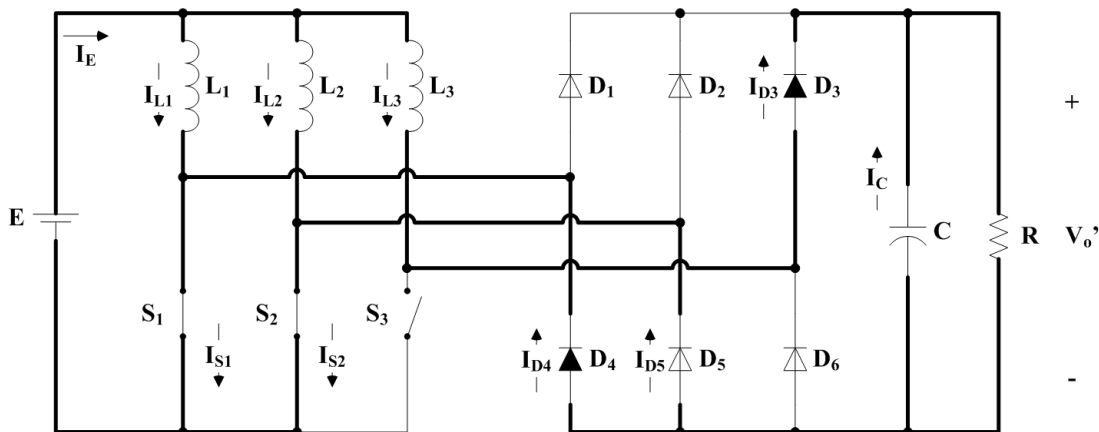 I_E
I_L1 L_1 I_L2 L_2 I_L3 L_3
D_1 D_2 I_D3 D_3 +
E I_C C R V_o'
S_1 S_2 S_3
I_S1 I_S2 I_D4 D_4 I_D5 D_5 D_6 -